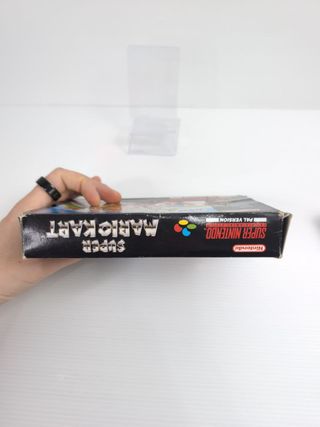 Nintendo
SUPER NINTENDO
PAL VERSION
SUPER
MARIO KART